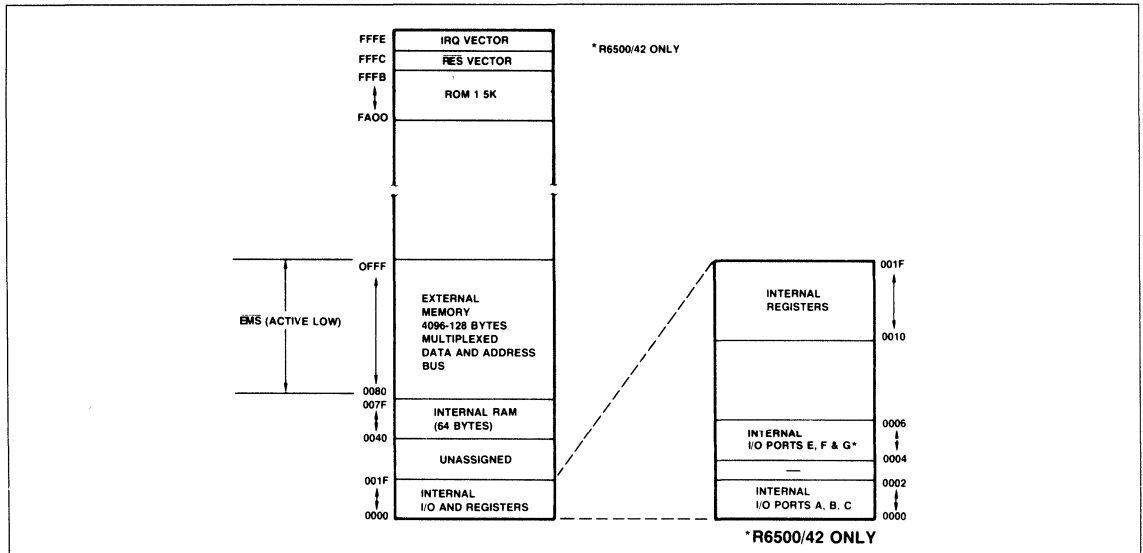 FFFE
IRQ VECTOR
* R6500/42 ONLY
FFFC
RES VECTOR
FFFB
ROM 1 5K
FA00
0FFF
EMS (ACTIVE LOW)
EXTERNAL
MEMORY
4096-128 BYTES
MULTIPLEXED
DATA AND ADDRESS
BUS
0080
007F
INTERNAL RAM
(64 BYTES)
0040
UNASSIGNED
001F
INTERNAL
I/O AND REGISTERS
0000
001F
INTERNAL
REGISTERS
0010
0006
INTERNAL
I/O PORTS E, F & G*
0004
—
0002
INTERNAL
I/O PORTS A, B, C
0000
*R6500/42 ONLY